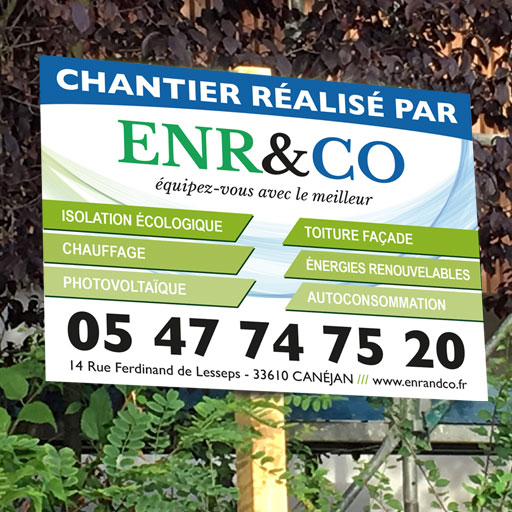 CHANTIER RÉALISÉ PAR
ENR&CO
équipez-vous avec le meilleur
ISOLATION ÉCOLOGIQUE
TOITURE FAÇADE
CHAUFFAGE
ÉNERGIES RENOUVELABLES
PHOTOVOLTAÏQUE
AUTOCONSOMMATION
05 47 74 75 20
14 Rue Ferdinand de Lesseps - 33610 CANÉJAN /// www.enrandco.fr